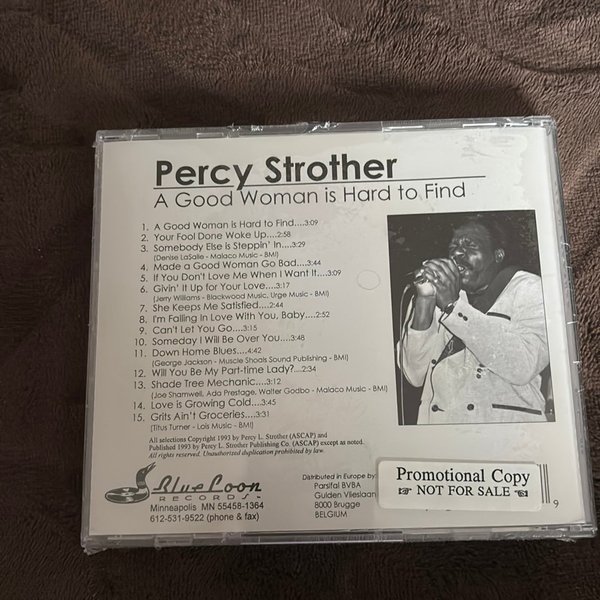 Percy Strother
A Good Woman is Hard to Find
1. A Good Woman is Hard to Find....3:09
2. Your Fool Done Woke Up....2:58
3. Somebody Else is Steppin' In....3:29
(Denise LaSalle - Malaco Music - BMI)
4. Made a Good Woman Go Bad....3:44
5. If You Don't Love Me When I Want It....3:09
6. Givin' It Up for Your Love....3:17
(Jerry Williams - Blackwood Music, Urge Music - BMI)
7. She Keeps Me Satisfied....2:44
8. I'm Falling In Love With You, Baby....2:52
9. Can't Let You Go....3:15
10. Someday I Will Be Over You....3:48
11. Down Home Blues....4:42
(George Jackson - Muscle Shoals Sound Publishing - BMI)
12. Will You Be My Part-time Lady?....2:34
13. Shade Tree Mechanic....3:12
(Joe Shamwell, Ada Prestage, Walter Godbo - Malaco Music - BMI)
14. Love is Growing Cold....3:45
15. Grits Ain't Groceries....3:31
(Titus Turner - Lois Music - BMI)
All selections Copyright 1993 by Percy L. Strother (ASCAP) and
Published 1993 by Percy L. Strother Publishing Co. (ASCAP) except as noted.
All rights reserved. Unauthorized duplication prohibited by law.
Blue Loon
RECORDS
Minneapolis MN 55458-1364
612-531-9522 (phone & fax)
Distributed in Europe by:
Parsifal BVBA
Gulden Vlieslaan
8000 Brugge
BELGIUM
Promotional Copy
NOT FOR SALE
9